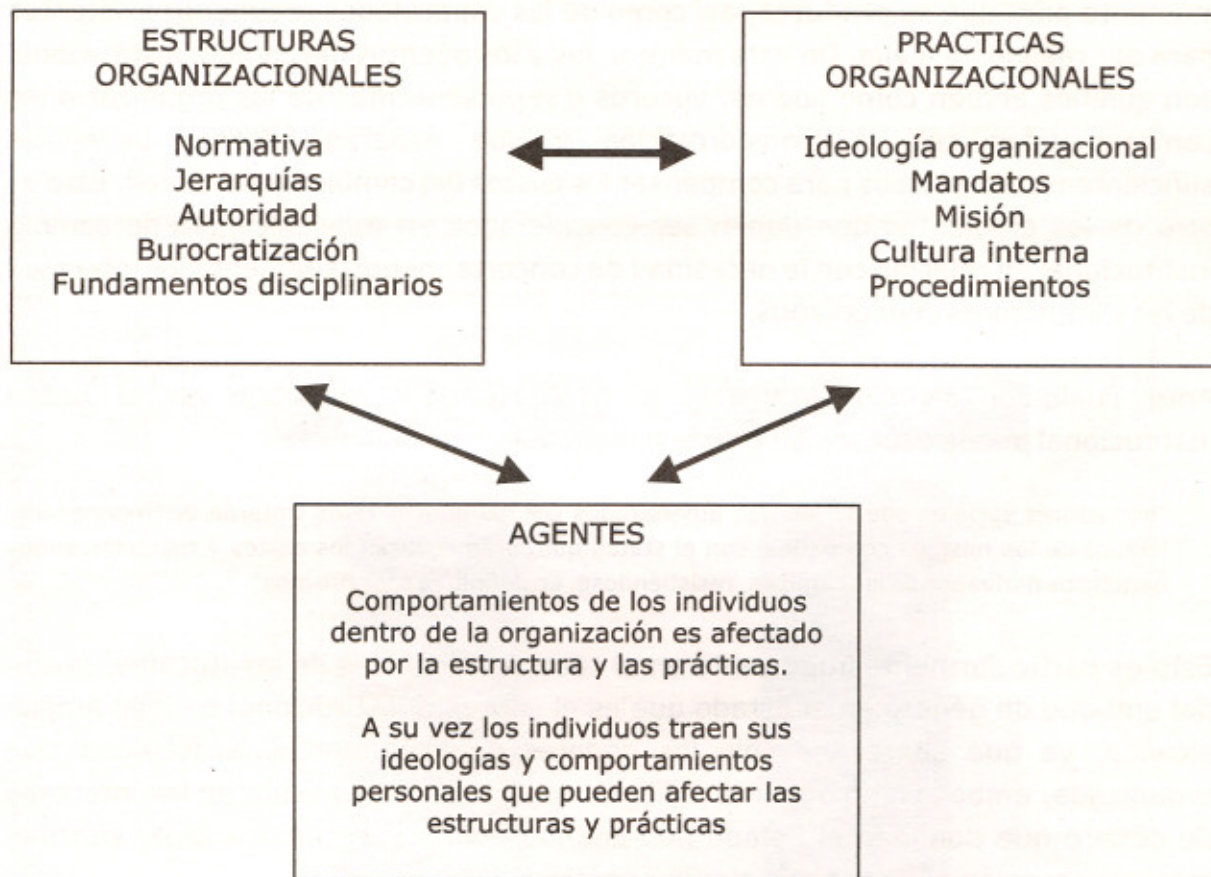 ESTRUCTURAS
ORGANIZACIONALES
Normativa
Jerarquías
Autoridad
Burocratización
Fundamentos disciplinarios
PRACTICAS
ORGANIZACIONALES
Ideología organizacional
Mandatos
Misión
Cultura interna
Procedimientos
AGENTES
Comportamientos de los individuos
dentro de la organización es afectado
por la estructura y las prácticas.
A su vez los individuos traen sus
ideologías y comportamientos
personales que pueden afectar las
estructuras y prácticas